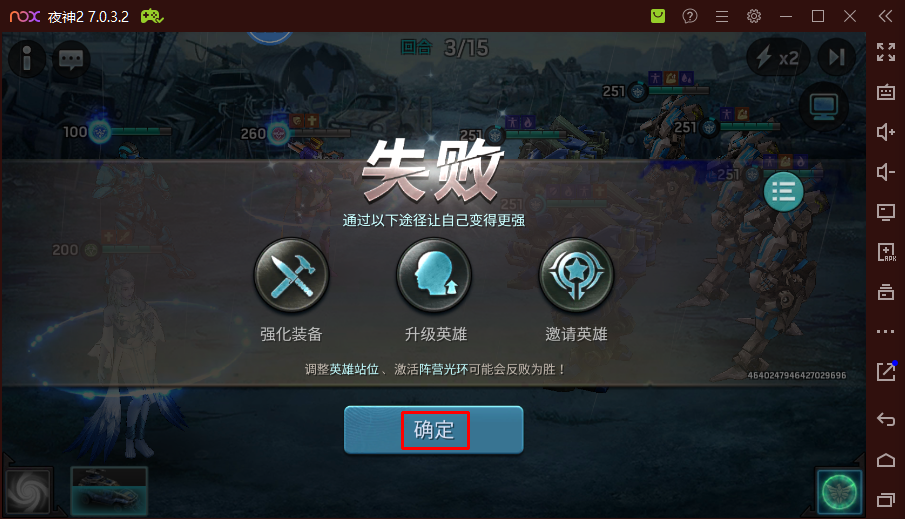 nox 夜神2 7.0.3.2
回合 3/15
x2
251
100
260
251
251
251
251
失败
通过以下途径让自己变得更强
200
强化装备
升级英雄
邀请英雄
调整英雄站位、激活阵营光环可能会反败为胜！
4640247946427029696
确定
APK